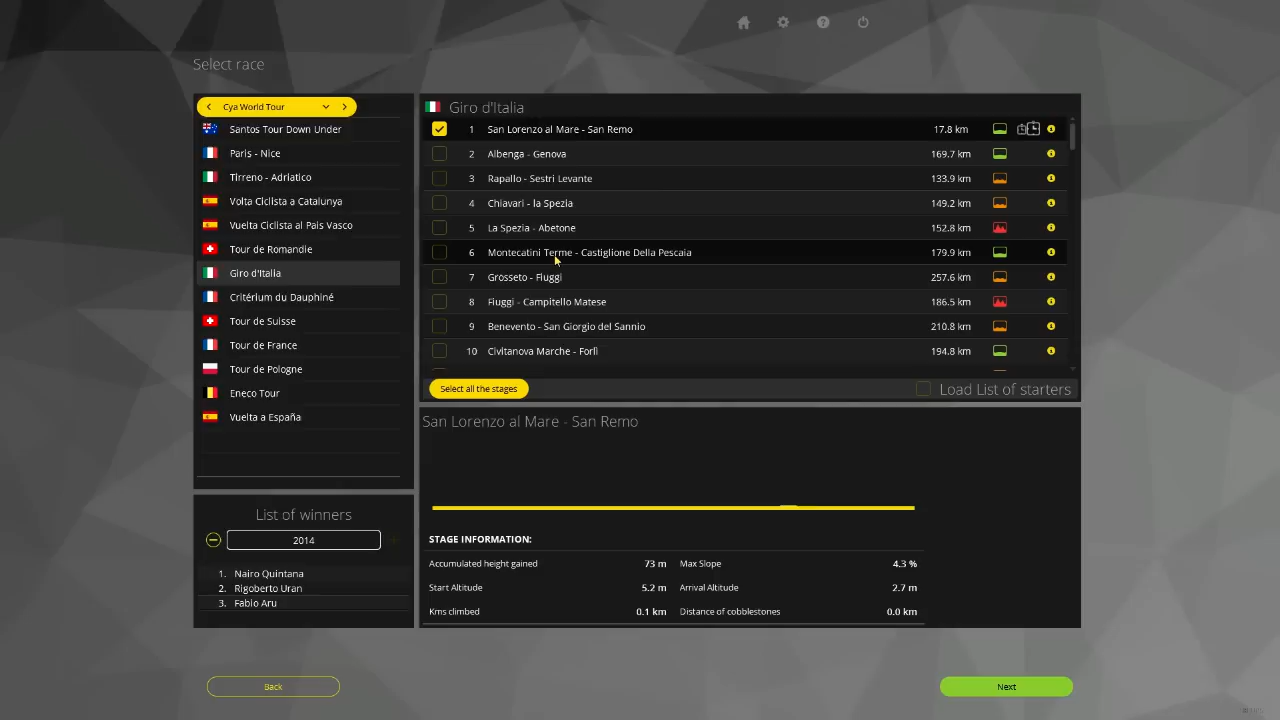 Select race
Cya World Tour
Santos Tour Down Under
Paris - Nice
Tirreno - Adriatico
Volta Ciclista a Catalunya
Vuelta Ciclista al Pais Vasco
Tour de Romandie
Giro d'Italia
Critérium du Dauphiné
Tour de Suisse
Tour de France
Tour de Pologne
Eneco Tour
Vuelta a España
List of winners
2014
1. Nairo Quintana
2. Rigoberto Uran
3. Fabio Aru
Giro d'Italia
1 San Lorenzo al Mare - San Remo 17.8 km
2 Albenga - Genova 169.7 km
3 Rapallo - Sestri Levante 133.9 km
4 Chiavari - la Spezia 149.2 km
5 La Spezia - Abetone 152.8 km
6 Montecatini Terme - Castiglione Della Pescaia 179.9 km
7 Grosseto - Fiuggi 257.6 km
8 Fiuggi - Campitello Matese 186.5 km
9 Benevento - San Giorgio del Sannio 210.8 km
10 Civitanova Marche - Forlì 194.8 km
Select all the stages
Load List of starters
San Lorenzo al Mare - San Remo
STAGE INFORMATION:
Accumulated height gained 73 m Max Slope 4.3 %
Start Altitude 5.2 m Arrival Altitude 2.7 m
Kms climbed 0.1 km Distance of cobblestones 0.0 km
Back
Next